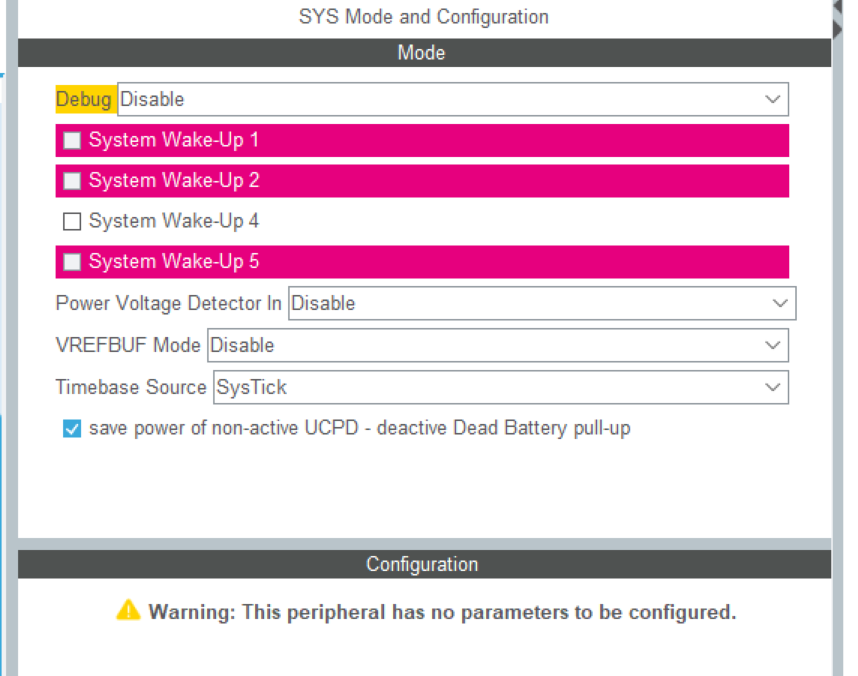 SYS Mode and Configuration
Mode
Debug Disable
System Wake-Up 1
System Wake-Up 2
System Wake-Up 4
System Wake-Up 5
Power Voltage Detector In Disable
VREFBUF Mode Disable
Timebase Source SysTick
save power of non-active UCPD - deactive Dead Battery pull-up
Configuration
Warning: This peripheral has no parameters to be configured.